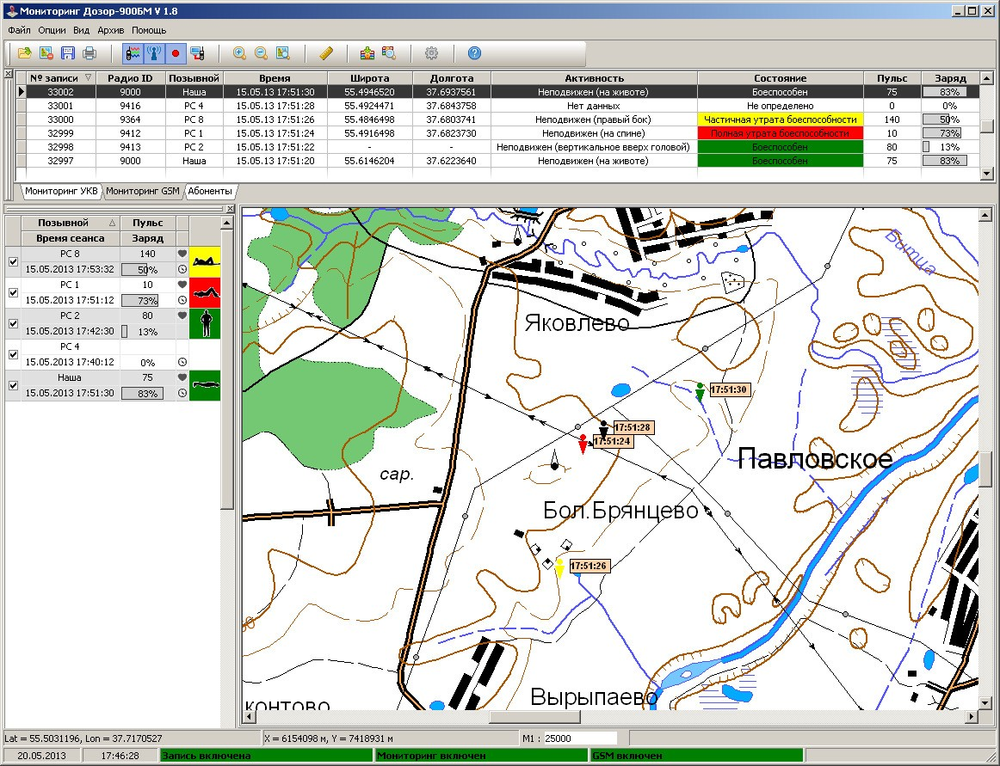 Мониторинг Дозор-900БМ V 1.8
Файл Опции Вид Архив Помощь
№ записи Радио ID Позывной Время Широта Долгота Активность Состояние Пульс Заряд
33002 9000 Наша 15.05.13 17:51:30 55.4946520 37.6937561 Неподвижен (на животе) Боеспособен 75 83%
33001 9416 РС 4 15.05.13 17:51:28 55.4924471 37.6843758 Нет данных Не определено 0 0%
33000 9364 РС 8 15.05.13 17:51:26 55.4846498 37.6803741 Неподвижен (правый бок) Частичная утрата боеспособности 140 50%
32999 9412 РС 1 15.05.13 17:51:24 55.4916498 37.6823730 Неподвижен (на спине) Полная утрата боеспособности 10 73%
32998 9413 РС 2 15.05.13 17:51:22 - - Неподвижен (вертикальное вверх головой) Боеспособен 80 13%
32997 9000 Наша 15.05.13 17:51:20 55.6146204 37.6223640 Неподвижен (на животе) Боеспособен 75 83%
Мониторинг УКВ Мониторинг GSM Абоненты
Позывной Пульс
Время сеанса Заряд
РС 8 140
15.05.2013 17:53:32 50%
РС 1 10
15.05.2013 17:51:12 73%
РС 2 80
15.05.2013 17:42:30 13%
РС 4
15.05.2013 17:40:12 0%
Наша 75
15.05.2013 17:51:30 83%
Битца
Яковлево
17:51:30
17:51:28
17:51:24
Павловское
сар.
Бол.Брянцево
17:51:26
Вырыпаево
контово
Lat = 55.5031196, Lon = 37.7170527 X = 6154098 м, Y = 7418931 м М1 : 25000
20.05.2013 17:46:28 Запись включена Мониторинг включен GSM включен